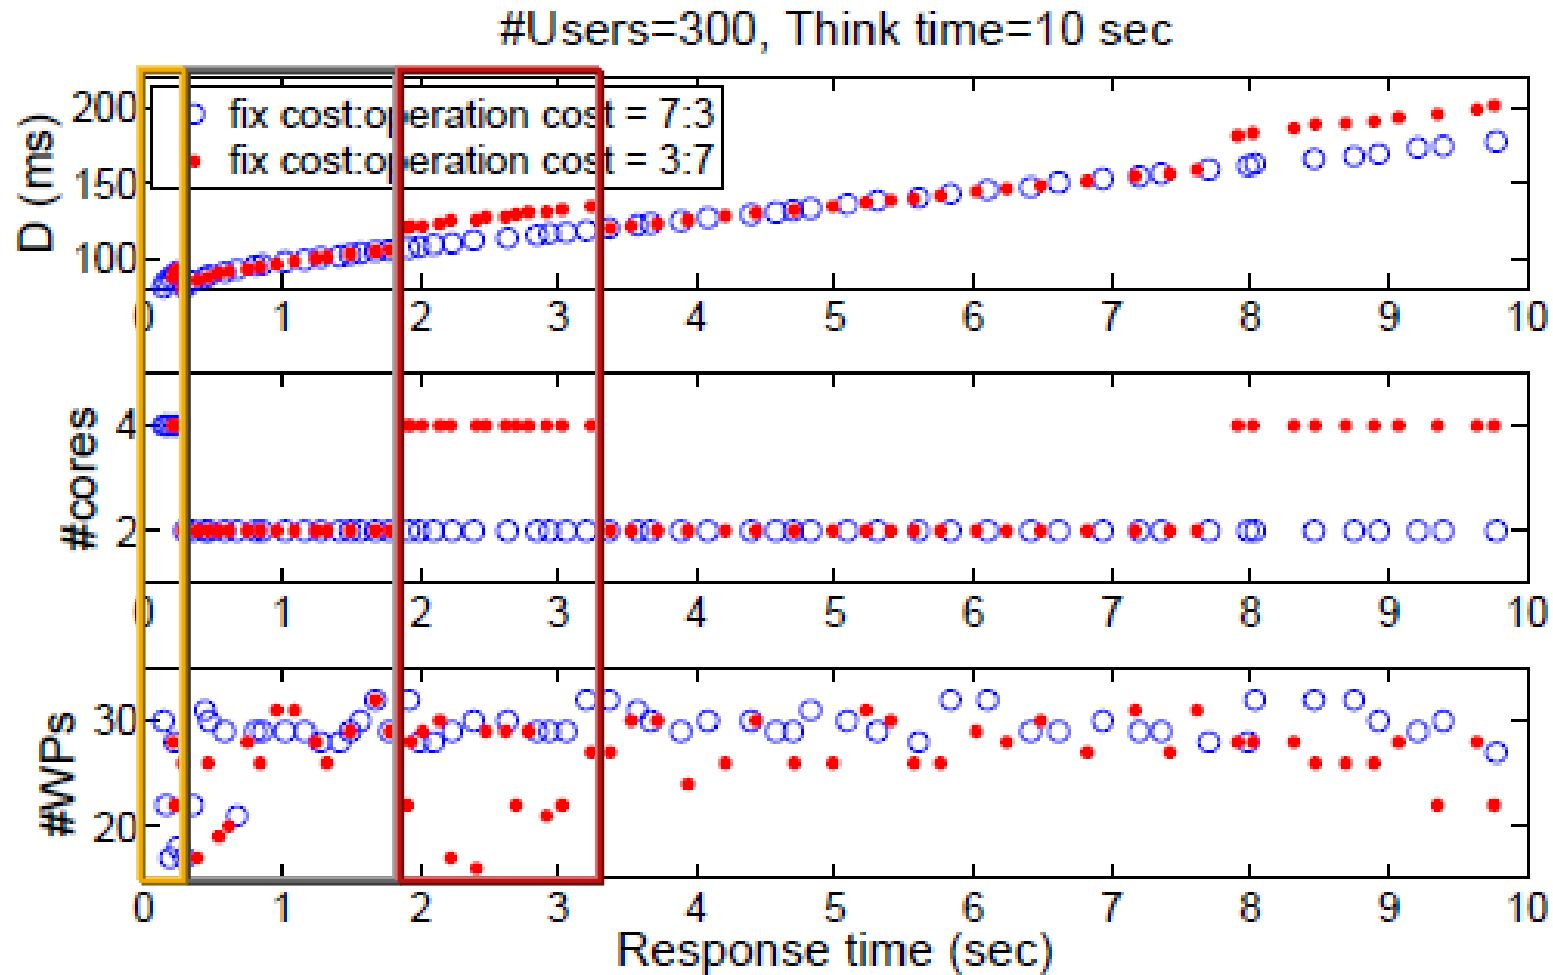 #Users=300, Think time=10 sec
fix cost:operation cost = 7:3
fix cost:operation cost = 3:7
D (ms)
200
150
100
0 1 2 3 4 5 6 7 8 9 10
#cores
4
2
0 1 2 3 4 5 6 7 8 9 10
#WPs
30
20
0 1 2 3 4 5 6 7 8 9 10
Response time (sec)